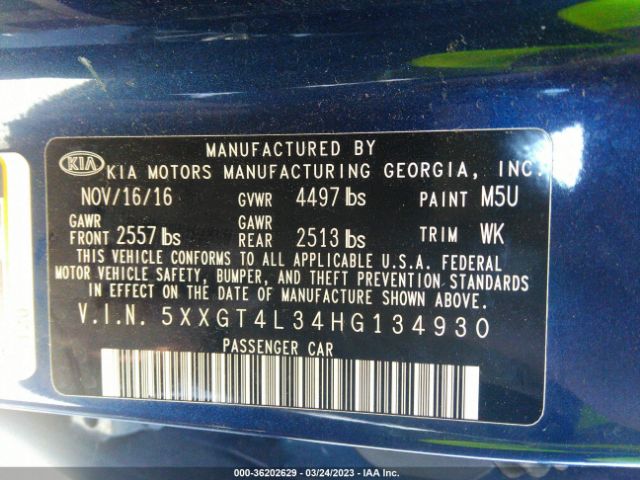 MANUFACTURED BY
KIA KIA MOTORS MANUFACTURING GEORGIA, INC.
NOV/16/16 GVWR 4497 lbs PAINT M5U
GAWR GAWR
FRONT 2557 lbs REAR 2513 lbs TRIM WK
THIS VEHICLE CONFORMS TO ALL APPLICABLE U.S.A. FEDERAL
MOTOR VEHICLE SAFETY, BUMPER, AND THEFT PREVENTION STANDARDS
IN EFFECT ON THE DATE OF MANUFACTURE SHOWN ABOVE.
V.I.N. 5XXGT4L34HG134930
PASSENGER CAR
000-36202629 - 03/24/2023 - IAA Inc.